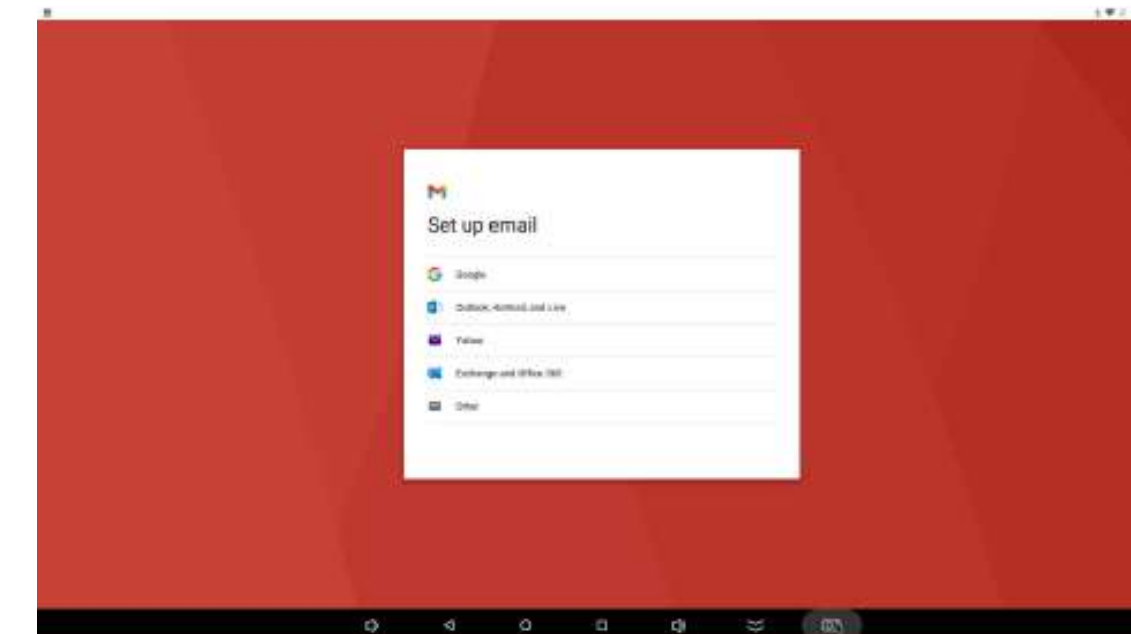 Set up email
Google
Outlook, Hotmail, and Live
Yahoo
Exchange and Office 365
Other